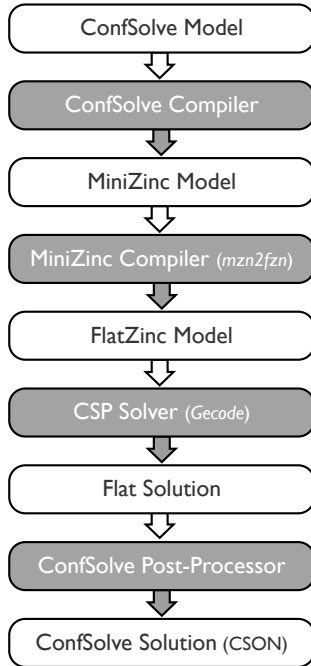 ConfSolve Model
ConfSolve Compiler
MiniZinc Model
MiniZinc Compiler (mzn2fzn)
FlatZinc Model
CSP Solver (Gecode)
Flat Solution
ConfSolve Post-Processor
ConfSolve Solution (CSON)